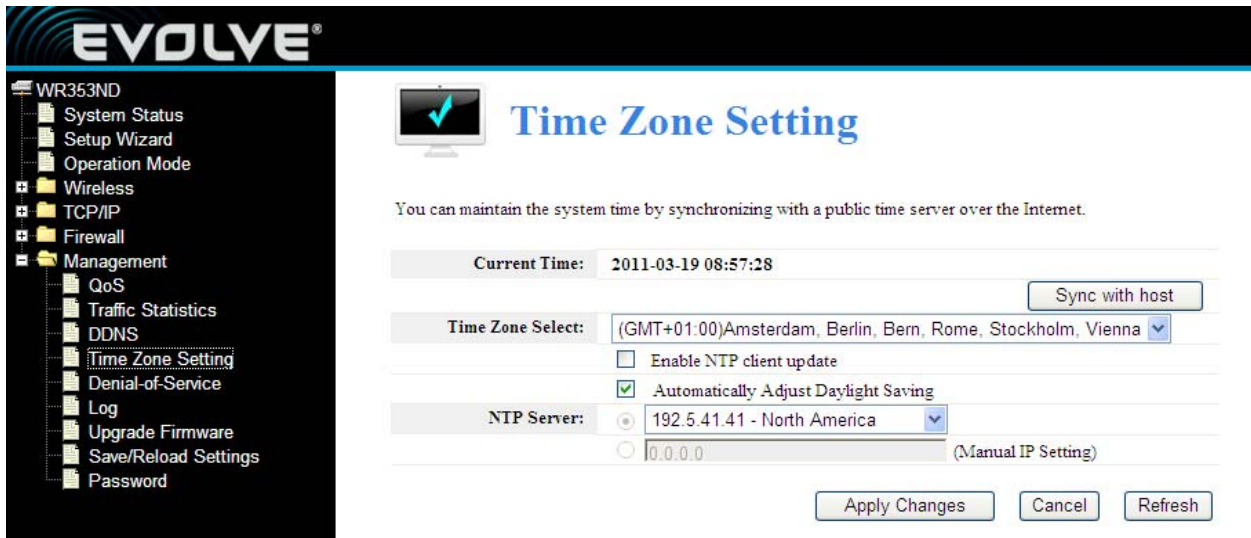 EVOLVE®
WR353ND
System Status
Setup Wizard
Operation Mode
Wireless
TCP/IP
Firewall
Management
QoS
Traffic Statistics
DDNS
Time Zone Setting
Denial-of-Service
Log
Upgrade Firmware
Save/Reload Settings
Password
Time Zone Setting
You can maintain the system time by synchronizing with a public time server over the Internet.
Current Time: 2011-03-19 08:57:28
Sync with host
Time Zone Select: (GMT+01:00)Amsterdam, Berlin, Bern, Rome, Stockholm, Vienna
Enable NTP client update
Automatically Adjust Daylight Saving
NTP Server: 192.5.41.41 - North America
0.0.0.0 (Manual IP Setting)
Apply Changes Cancel Refresh